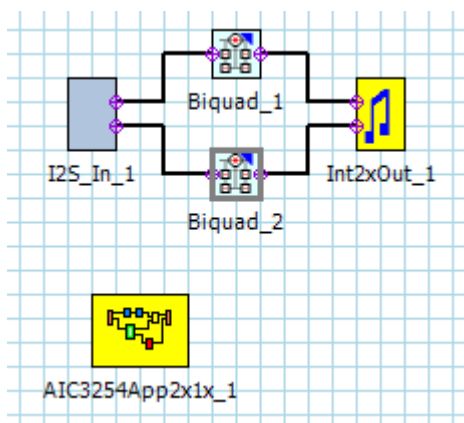 Biquad_1
I2S_In_1
Int2xOut_1
Biquad_2
AIC3254App2x1x_1